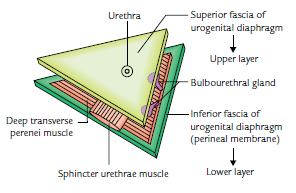 Urethra
Superior fascia of
urogenital diaphragm
Upper layer
Bulbourethral gland
Inferior fascia of
urogenital diaphragm
(perineal membrane)
Lower layer
Deep transverse
perenei muscle
Sphincter urethrae muscle